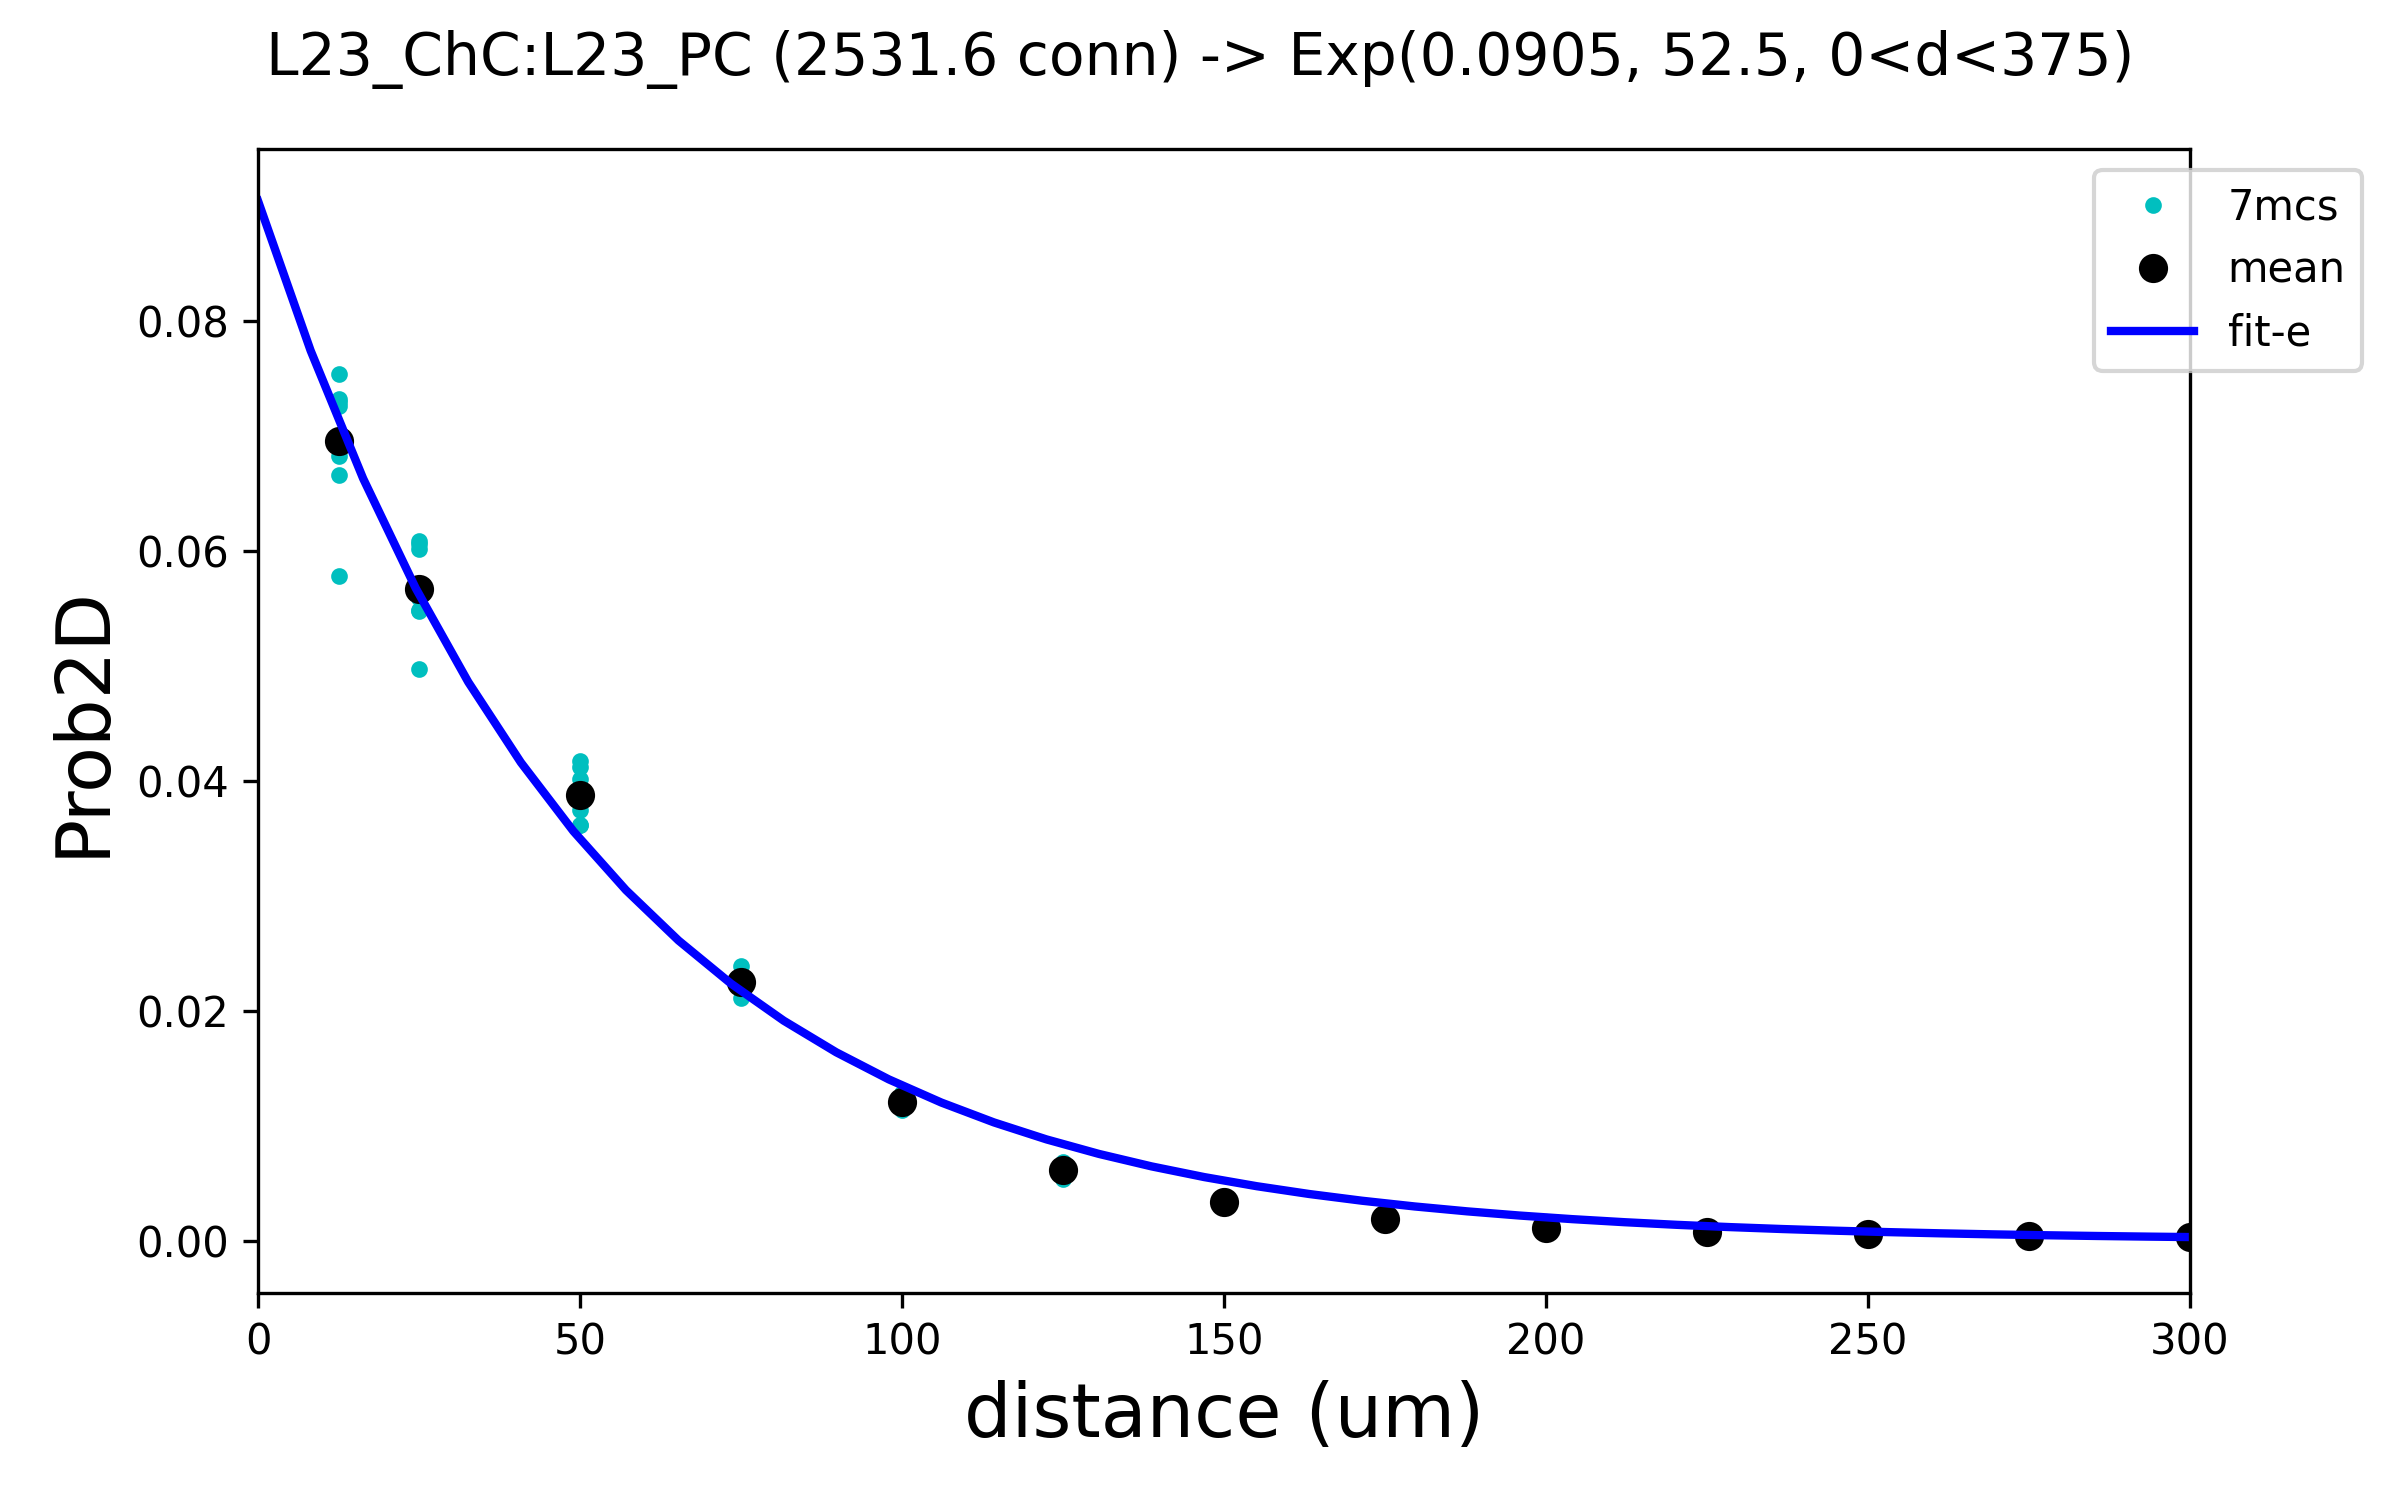 L23_ChC:L23_PC (2531.6 conn) -> Exp(0.0905, 52.5, 0<d<375)
7mcs
mean
fit-e
Prob2D
0.08
0.06
0.04
0.02
0.00
0 50 100 150 200 250 300
distance (um)